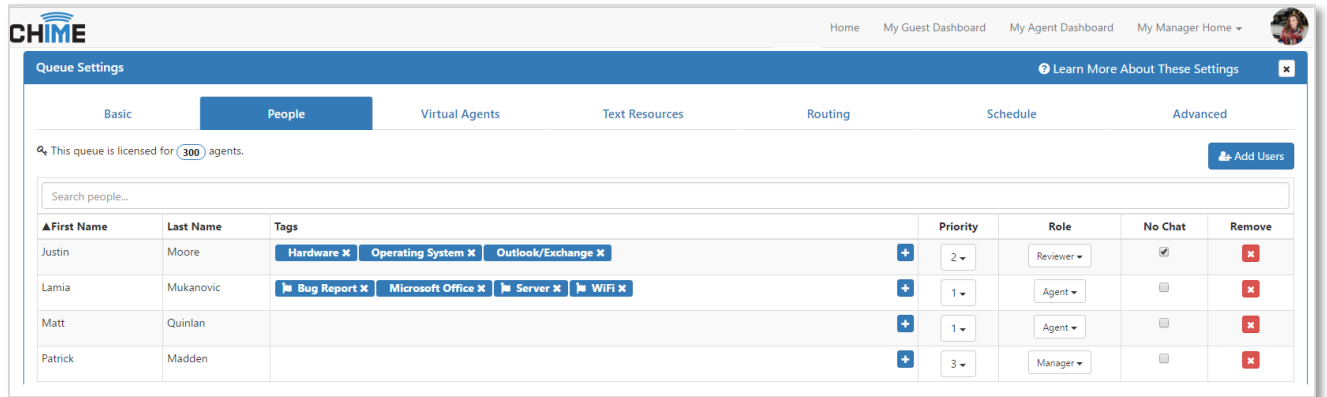 CHIME
Home My Guest Dashboard My Agent Dashboard My Manager Home
Queue Settings Learn More About These Settings
Basic People Virtual Agents Text Resources Routing Schedule Advanced
This queue is licensed for 300 agents.
Add Users
Search people...
▲First Name Last Name Tags Priority Role No Chat Remove
Justin Moore Hardware ✖ Operating System ✖ Outlook/Exchange ✖ + 2 Reviewer
Lamia Mukanovic Bug Report ✖ Microsoft Office ✖ Server ✖ WiFi ✖ + 1 Agent
Matt Quinlan + 1 Agent
Patrick Madden + 3 Manager